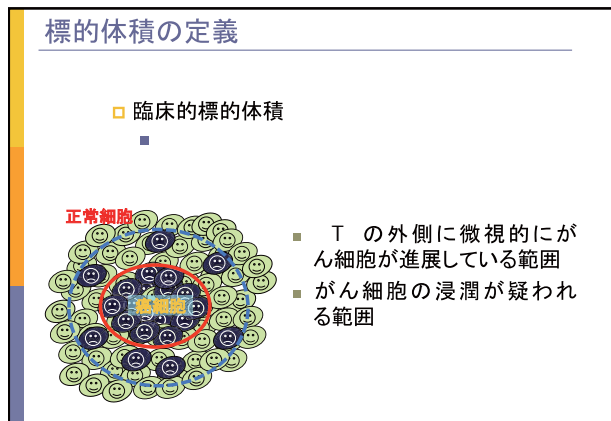 標的体積の定義
臨床的標的体積
正常細胞
癌細胞
T の外側に微視的にが
ん細胞が進展している範囲
がん細胞の浸潤が疑われ
る範囲